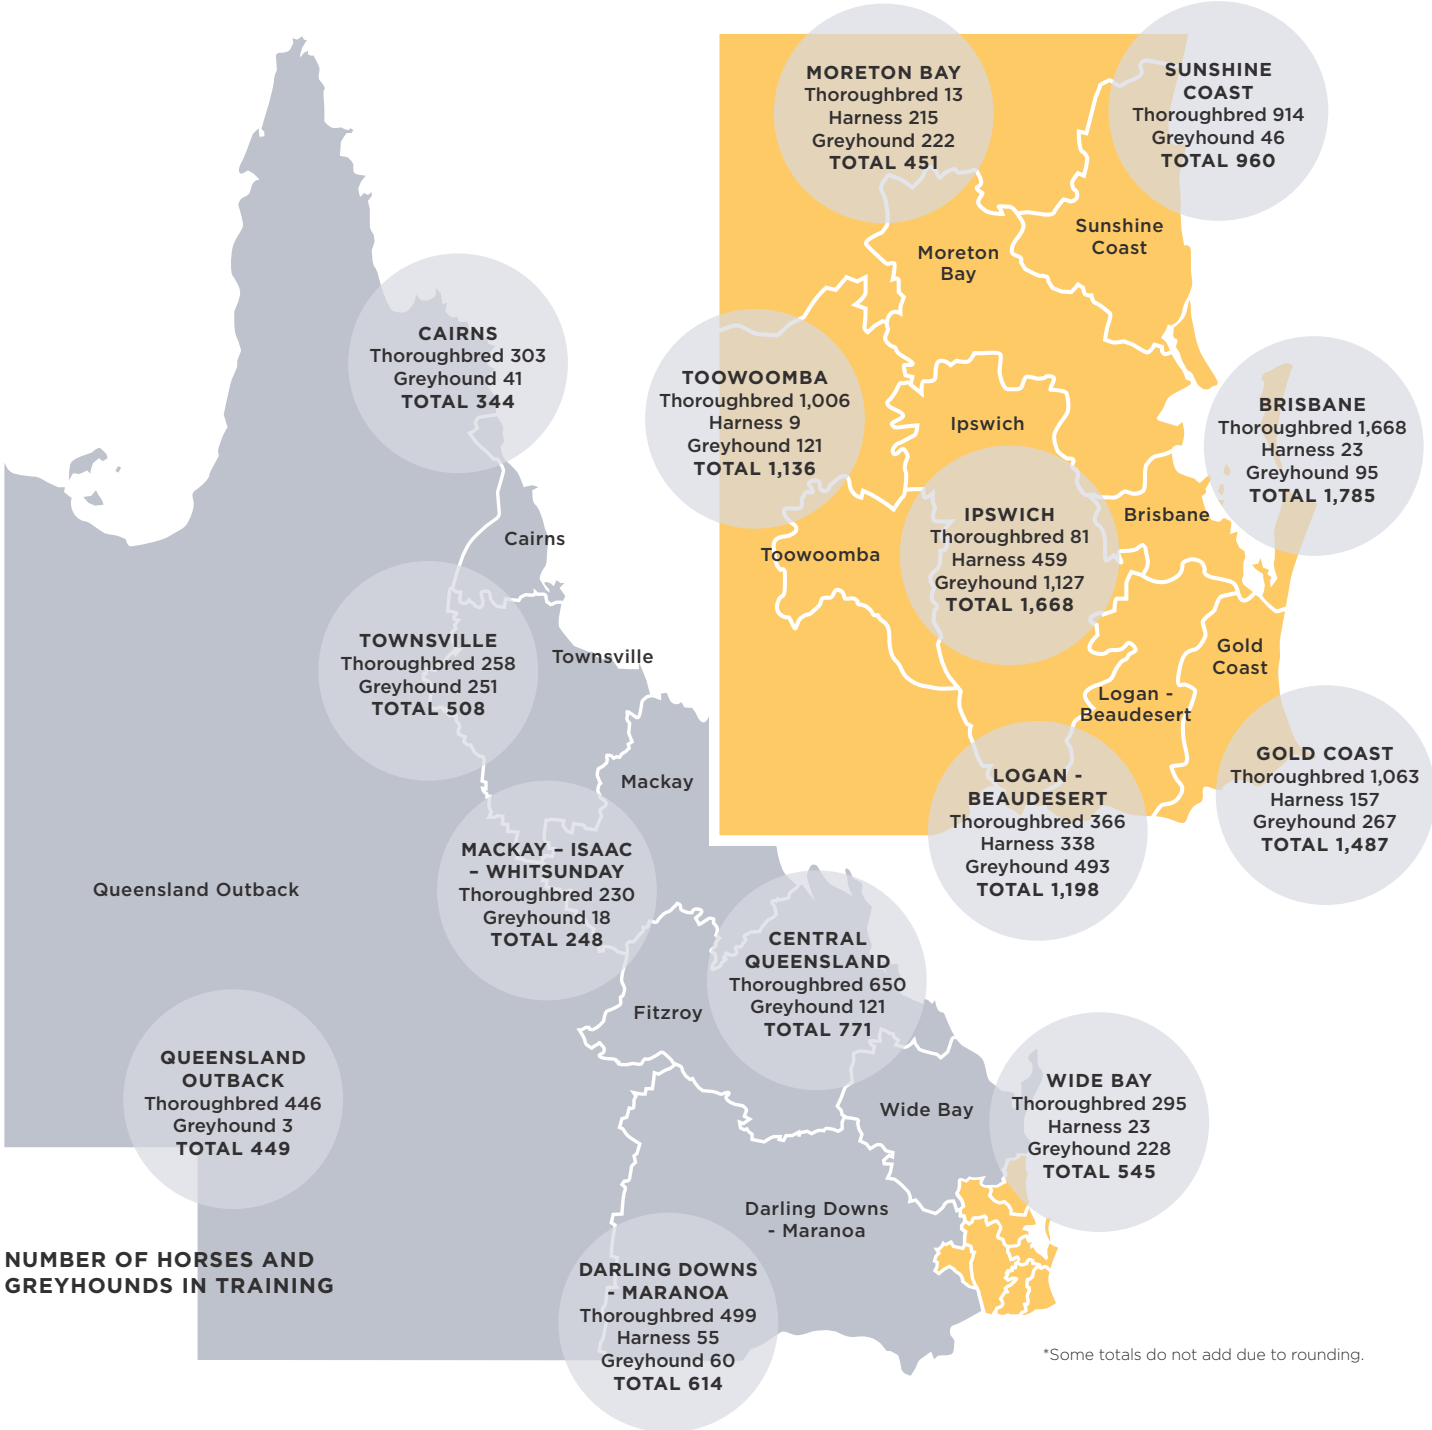 MORETON BAY
Thoroughbred 13
Harness 215
Greyhound 222
TOTAL 451
SUNSHINE
COAST
Thoroughbred 914
Greyhound 46
TOTAL 960
Sunshine
Coast
Moreton
Bay
CAIRNS
Thoroughbred 303
Greyhound 41
TOTAL 344
TOOWOOMBA
Thoroughbred 1,006
Harness 9
Greyhound 121
TOTAL 1,136
Ipswich
BRISBANE
Thoroughbred 1,668
Harness 23
Greyhound 95
TOTAL 1,785
IPSWICH
Thoroughbred 81
Harness 459
Greyhound 1,127
TOTAL 1,668
Brisbane
Cairns
Toowoomba
TOWNSVILLE
Thoroughbred 258
Greyhound 251
TOTAL 508
Townsville
Gold
Coast
Logan -
Beaudesert
Mackay
LOGAN -
BEAUDESERT
Thoroughbred 366
Harness 338
Greyhound 493
TOTAL 1,198
GOLD COAST
Thoroughbred 1,063
Harness 157
Greyhound 267
TOTAL 1,487
MACKAY – ISAAC
– WHITSUNDAY
Thoroughbred 230
Greyhound 18
TOTAL 248
Queensland Outback
CENTRAL
QUEENSLAND
Thoroughbred 650
Greyhound 121
TOTAL 771
Fitzroy
QUEENSLAND
OUTBACK
Thoroughbred 446
Greyhound 3
TOTAL 449
WIDE BAY
Thoroughbred 295
Harness 23
Greyhound 228
TOTAL 545
Wide Bay
Darling Downs
- Maranoa
NUMBER OF HORSES AND
GREYHOUNDS IN TRAINING
DARLING DOWNS
- MARANOA
Thoroughbred 499
Harness 55
Greyhound 60
TOTAL 614
*Some totals do not add due to rounding.